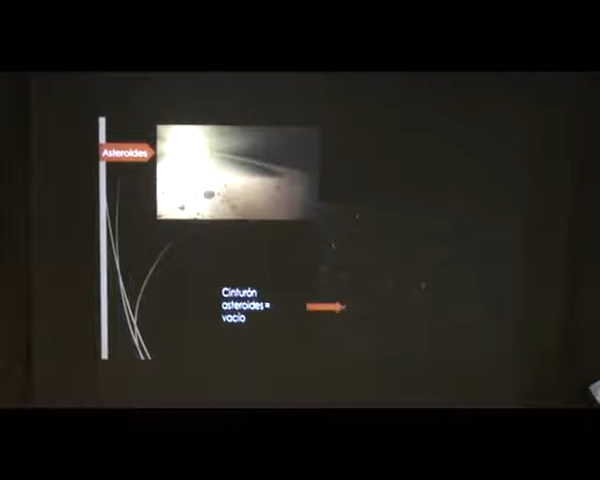 Asteroides
Cinturón
asteroides =
vacío